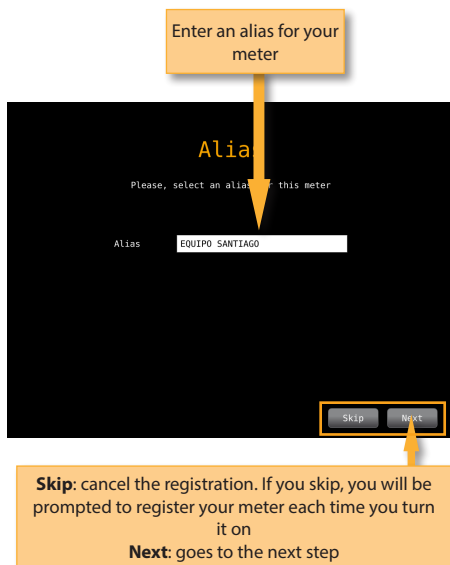 Enter an alias for your
meter
Alias
Please, select an alias for this meter
Alias
EQUIPO SANTIAGO
Skip
Next
Skip: cancel the registration. If you skip, you will be
prompted to register your meter each time you turn
it on
Next: goes to the next step